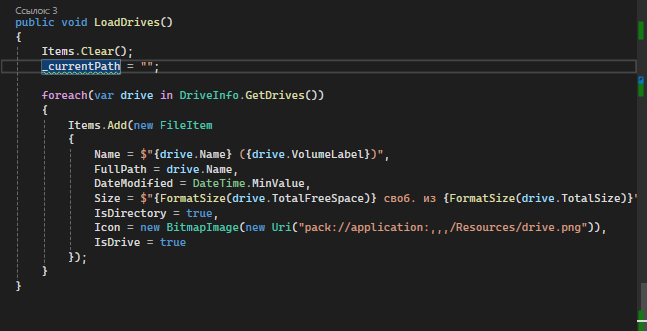 Ссылок: 3
public void LoadDrives()
{
    Items.Clear();
    _currentPath = "";

    foreach(var drive in DriveInfo.GetDrives())
    {
        Items.Add(new FileItem
        {
            Name = $"{drive.Name} ({drive.VolumeLabel})",
            FullPath = drive.Name,
            DateModified = DateTime.MinValue,
            Size = $"{FormatSize(drive.TotalFreeSpace)} своб. из {FormatSize(drive.TotalSize)}"
            IsDirectory = true,
            Icon = new BitmapImage(new Uri("pack://application:,,,/Resources/drive.png")),
            IsDrive = true
        });
    }
}